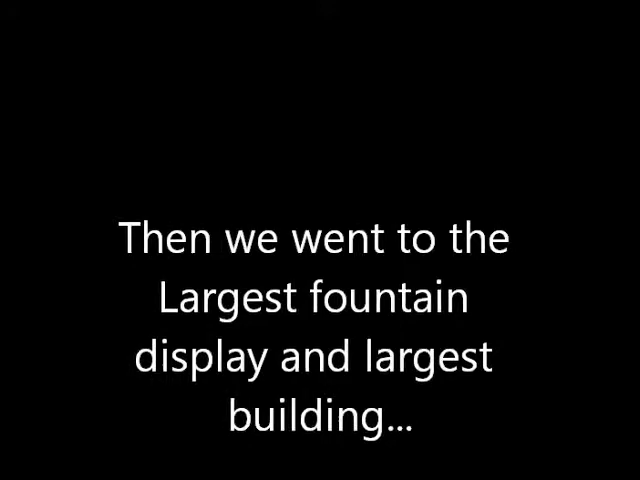 Then we went to the
Largest fountain
display and largest
building...